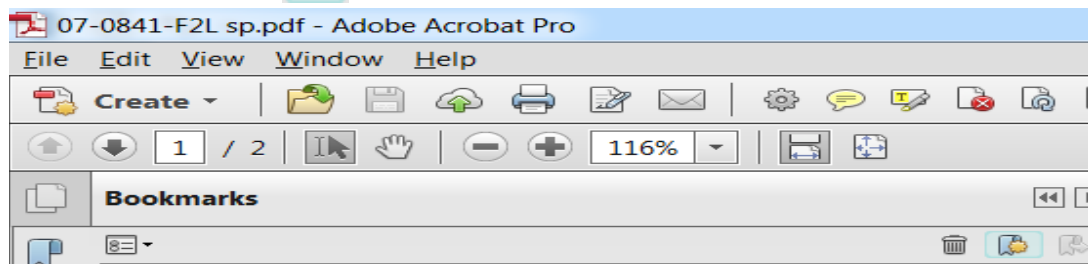 07-0841-F2L sp.pdf - Adobe Acrobat Pro
File Edit View Window Help
Create
1 / 2 116%
Bookmarks